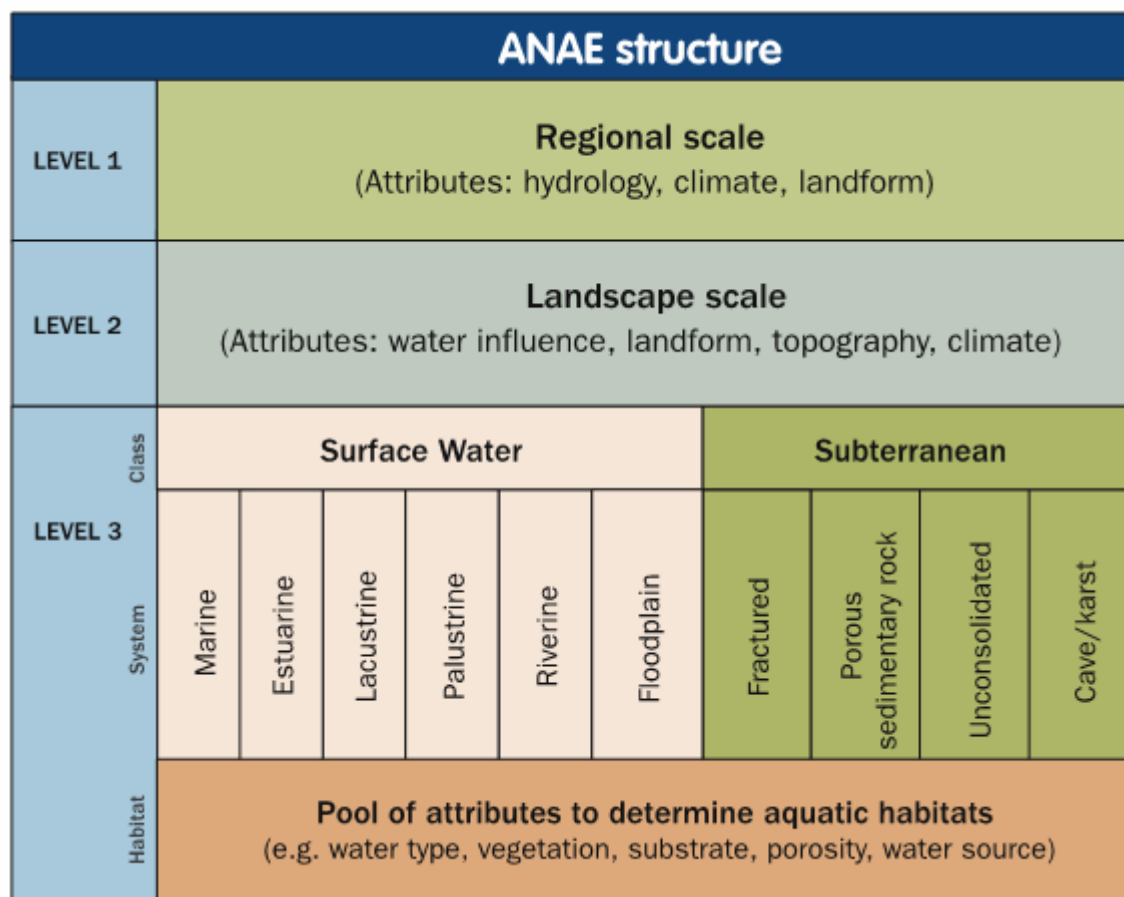 ANAE structure
LEVEL 1
Regional scale
(Attributes: hydrology, climate, landform)
LEVEL 2
Landscape scale
(Attributes: water influence, landform, topography, climate)
LEVEL 3
Class
Surface Water
Subterranean
System
Marine
Estuarine
Lacustrine
Palustrine
Riverine
Floodplain
Fractured
Porous
sedimentary rock
Unconsolidated
Cave/karst
Habitat
Pool of attributes to determine aquatic habitats
(e.g. water type, vegetation, substrate, porosity, water source)